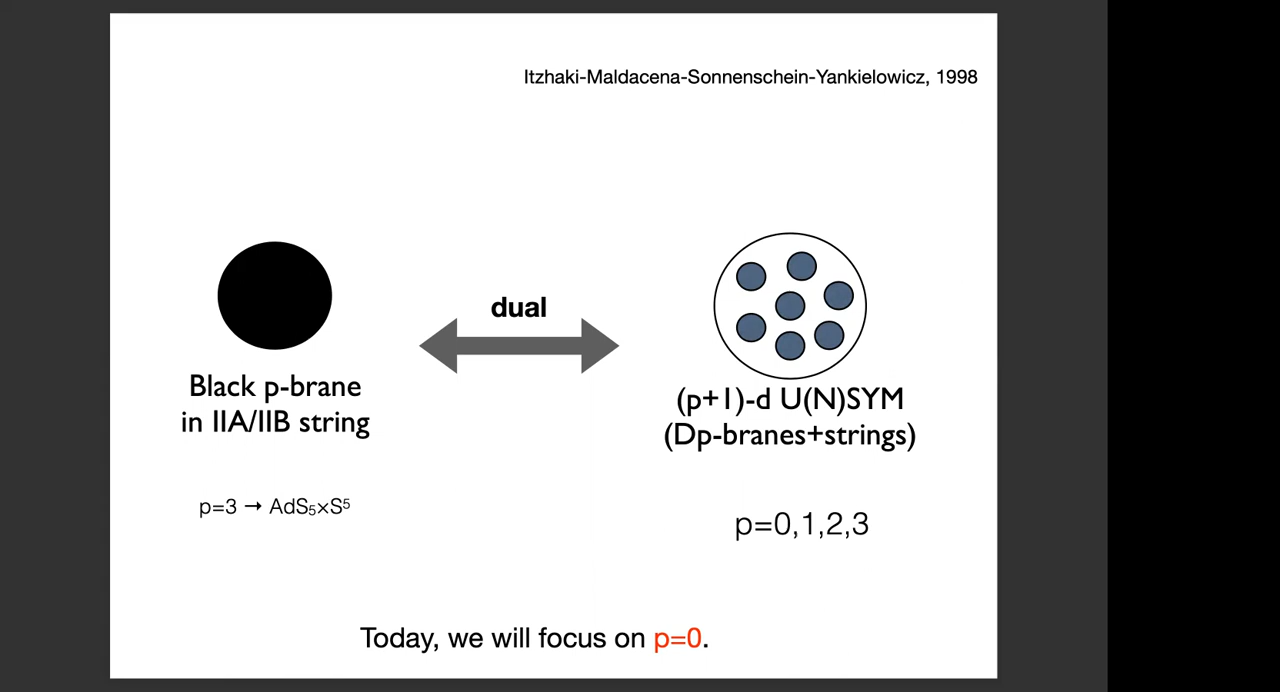 Itzhaki-Maldacena-Sonnenschein-Yankielowicz, 1998
dual
Black p-brane
in IIA/IIB string
(p+1)-d U(N)SYM
(Dp-branes+strings)
p=3 → AdS₅×S⁵
p=0,1,2,3
Today, we will focus on p=0.